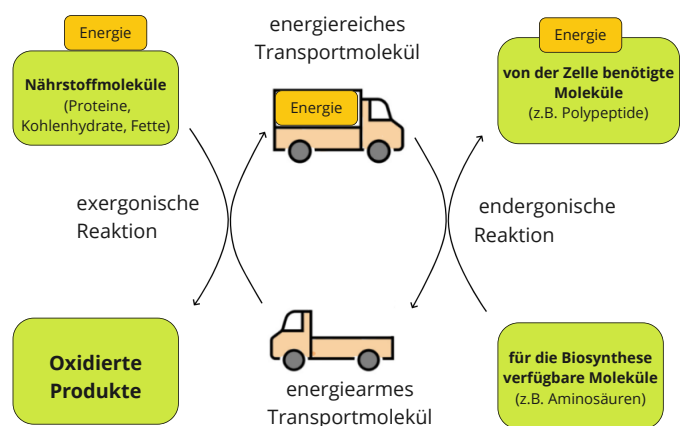 Energie
Nährstoffmoleküle
(Proteine,
Kohlenhydrate, Fette)
energiereiches
Transportmolekül
Energie
Energie
von der Zelle benötigte
Moleküle
(z.B. Polypeptide)
exergonische
Reaktion
endergonische
Reaktion
Oxidierte
Produkte
energiearmes
Transportmolekül
für die Biosynthese
verfügbare Moleküle
(z.B. Aminosäuren)